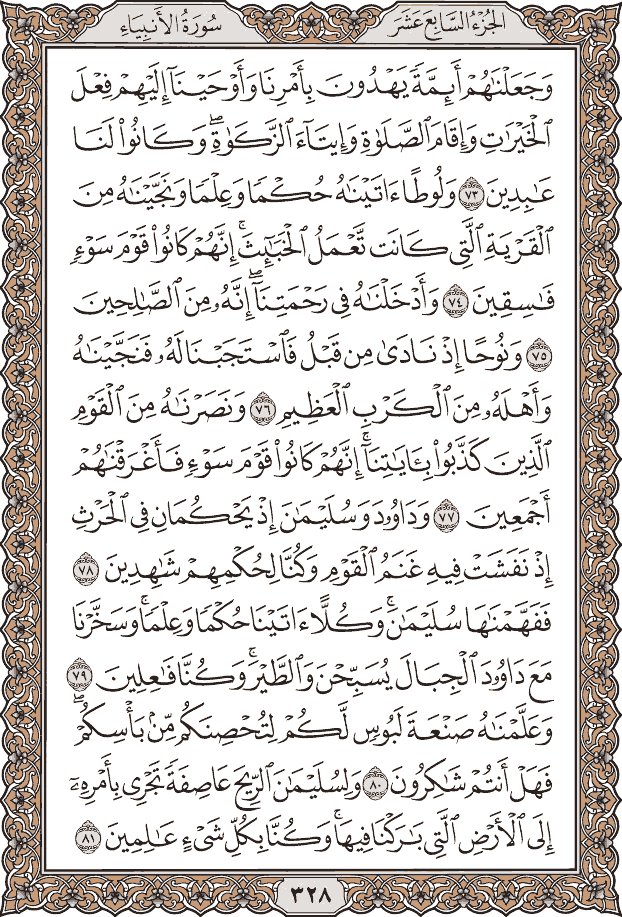 الجزء السابع عشر
سورة الأنبياء
وَجَعَلْنَٰهُمْ أَئِمَّةً يَهْدُونَ بِأَمْرِنَا وَأَوْحَيْنَآ إِلَيْهِمْ فِعْلَ
ٱلْخَيْرَٰتِ وَإِقَامَ ٱلصَّلَوٰةِ وَإِيتَآءَ ٱلزَّكَوٰةِۖ وَكَانُوا۟ لَنَا
عَٰبِدِينَ ٧٣ وَلُوطًا ءَاتَيْنَٰهُ حُكْمًا وَعِلْمًا وَنَجَّيْنَٰهُ مِنَ
ٱلْقَرْيَةِ ٱلَّتِى كَانَت تَّعْمَلُ ٱلْخَبَٰٓئِثَۚ إِنَّهُمْ كَانُوا۟ قَوْمَ سَوْءٍ
فَٰسِقِينَ ٧٤ وَأَدْخَلْنَٰهُ فِى رَحْمَتِنَآۖ إِنَّهُۥ مِنَ ٱلصَّٰلِحِينَ
٧٥ وَنُوحًا إِذْ نَادَىٰ مِن قَبْلُ فَٱسْتَجَبْنَا لَهُۥ فَنَجَّيْنَٰهُ
وَأَهْلَهُۥ مِنَ ٱلْكَرْبِ ٱلْعَظِيمِ ٧٦ وَنَصَرْنَٰهُ مِنَ ٱلْقَوْمِ
ٱلَّذِينَ كَذَّبُوا۟ بِـَٔايَٰتِنَآۚ إِنَّهُمْ كَانُوا۟ قَوْمَ سَوْءٍ فَأَغْرَقْنَٰهُمْ
أَجْمَعِينَ ٧٧ وَدَاوُۥدَ وَسُلَيْمَٰنَ إِذْ يَحْكُمَانِ فِى ٱلْحَرْثِ
إِذْ نَفَشَتْ فِيهِ غَنَمُ ٱلْقَوْمِ وَكُنَّا لِحُكْمِهِمْ شَٰهِدِينَ ٧٨
فَفَهَّمْنَٰهَا سُلَيْمَٰنَۚ وَكُلًّا ءَاتَيْنَا حُكْمًا وَعِلْمًاۚ وَسَخَّرْنَا
مَعَ دَاوُۥدَ ٱلْجِبَالَ يُسَبِّحْنَ وَٱلطَّيْرَۚ وَكُنَّا فَٰعِلِينَ ٧٩
وَعَلَّمْنَٰهُ صَنْعَةَ لَبُوسٍ لَّكُمْ لِتُحْصِنَكُم مِّنۢ بَأْسِكُمْۖ
فَهَلْ أَنتُمْ شَٰكِرُونَ ٨٠ وَلِسُلَيْمَٰنَ ٱلرِّيحَ عَاصِفَةً تَجْرِى بِأَمْرِهِۦٓ
إِلَى ٱلْأَرْضِ ٱلَّتِى بَٰرَكْنَا فِيهَاۚ وَكُنَّا بِكُلِّ شَىْءٍ عَٰلِمِينَ ٨١
٣٢٨